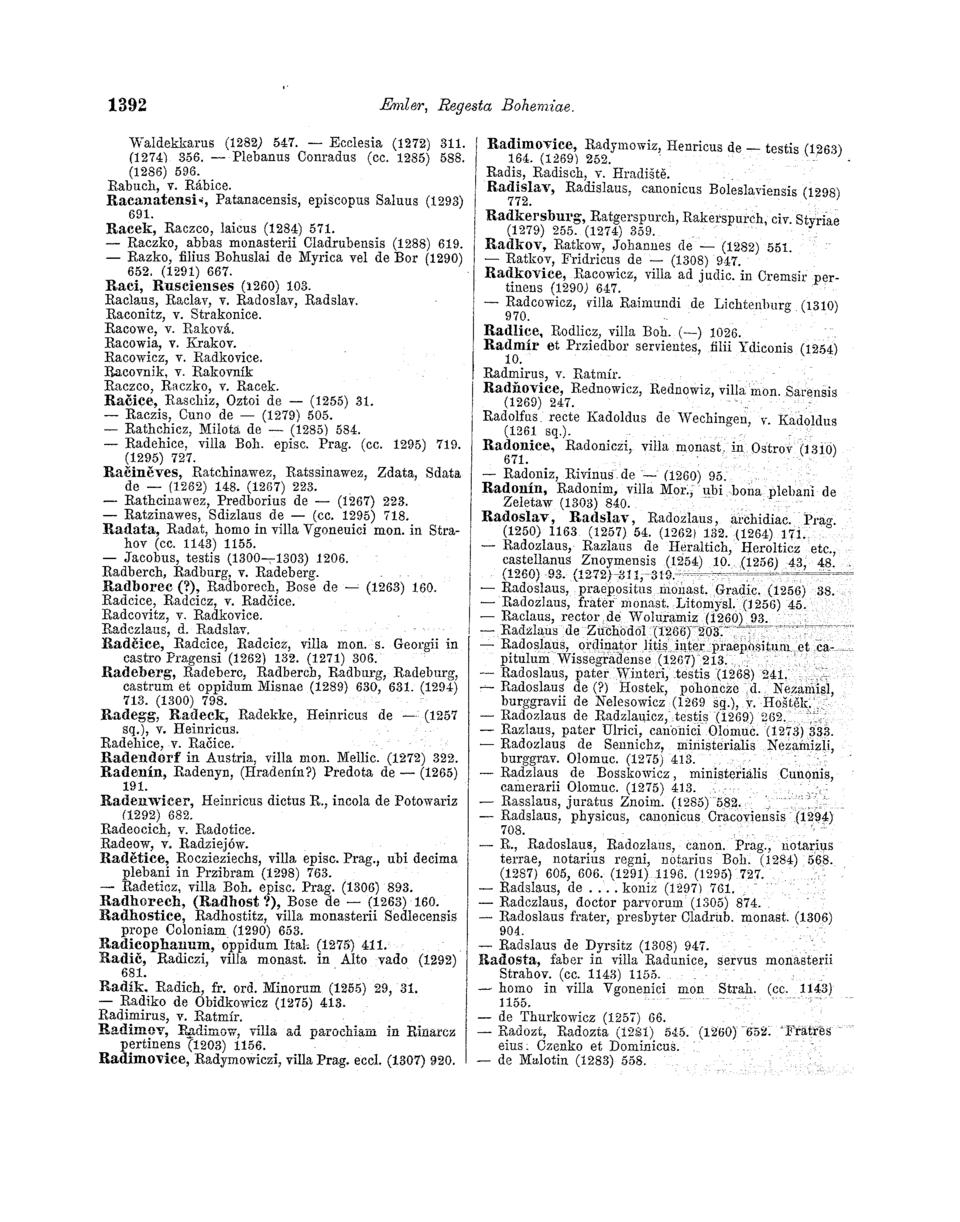 1392
Emler, Regesta Bohemiae.
Waldekkarus (1282) 547. — Ecclesia (1272) 311.
(1274) 356. — Plebanus Conradus (cc. 1285) 588.
(1286) 596.
Rabuch, v. Rábice.
Racanatensis, Patanacensis, episcopus Saluus (1293)
691.
Racek, Raczco, laicus (1284) 571.
— Raczko, abbas monasterii Cladrubensis (1288) 619.
— Razko, filius Bohuslai de Myrica vel de Bor (1290)
652. (1291) 667.
Raci, Ruscienses (1260) 103.
Raclaus, Raclav, v. Radoslav, Radslav.
Raconitz, v. Strakonice.
Racowe, v. Raková.
Racowia, v. Krakov.
Racowicz, v. Radkovice.
Racovnik, v. Rakovník
Raczco, Raczko, v. Racek.
Račice, Raschiz, Oztoi de — (1255) 31.
— Raczis, Cuno de — (1279) 505.
— Rathchicz, Milota de — (1285) 584.
— Radehice, villa Boh. episc. Prag. (cc. 1295) 719.
(1295) 727.
Račiněves, Ratchinawez, Ratssinawez, Zdata, Sdata
de — (1262) 148. (1267) 223.
— Rathcinawez, Predborius de — (1267) 223.
— Ratzinawes, Sdizlaus de — (cc. 1295) 718.
Radata, Radat, homo in villa Vgoneuici mon. in Stra-
hov (cc. 1143) 1155.
— Jacobus, testis (1300—1303) 1206.
Radberch, Radburg, v. Radeberg.
Radborec (?), Radborech, Bose de — (1263) 160.
Radcice, Radcicz, v. Radčice.
Radcovitz, v. Radkovice.
Radczlaus, d. Radslav.
Radčice, Radcice, Radcicz, villa mon. s. Georgii in
castro Pragensi (1262) 132. (1271) 306.
Radeberg, Radeberc, Radberch, Radburg, Radeburg,
castrum et oppidum Misnae (1289) 630, 631. (1294)
713. (1300) 798.
Radegg, Radeck, Radekke, Heinricus de — (1257
sq.), v. Heinricus.
Radehice, v. Račice.
Radendorf in Austria, villa mon. Mellic. (1272) 322.
Radenín, Radenyn, (Hradenín?) Predota de — (1265)
191.
Radenwicer, Heinricus dictus R., incola de Potowariz
(1292) 682.
Radeocich, v. Radotice.
Radeow, v. Radziejów.
Radětice, Roczieziechs, villa episc. Prag., ubi decima
plebani in Przibram (1298) 763.
— Radeticz, villa Boh. episc. Prag. (1306) 893.
Radhorech, (Radhost ?), Bose de — (1263) 160.
Radhostice, Radhostitz, villa monasterii Sedlecensis
prope Coloniam (1290) 653.
Radicophanum, oppidum Ital. (1275) 411.
Radič, Radiczi, villa monast. in Alto vado (1292)
681.
Radík. Radich, fr. ord. Minorum (1255) 29, 31.
— Radiko de Obidkowicz (1275) 413.
Radimirus, v. Ratmír.
Radimov, Radimow, villa ad parochiam in Rinarcz
pertinens (1203) 1156.
Radimovice, Radymowiczi, villa Prag. eccl. (1307) 920.
Radimovice, Radymowiz, Henricus de — testis (1263)
164. (1269) 252.
Radis, Radisch, v. Hradiště.
Radislav, Radislaus, canonicus Boleslaviensis (1298)
772.
Radkersburg, Ratgerspurch, Rakerspurch, civ. Styriae
(1279) 255. (1274) 359.
Radkov, Ratkow, Johannes de — (1282) 551.
— Ratkov, Fridricus de — (1308) 947.
Radkovice, Racowicz, villa ad judic. in Cremsir per-
tinens (1290) 647.
— Radcowicz, villa Raimundi de Lichtenburg (1310)
970.
Radlice, Rodlicz, villa Boh. (—) 1026.
Radmír et Prziedbor servientes, filii Ydiconis (1254)
10.
Radmirus, v. Ratmír.
Radňovice, Rednowicz, Rednowiz, villa mon. Sarensis
(1269) 247.
Radolfus recte Kadoldus de Wechingen, v. Kadoldus
(1261 sq.).
Radonice, Radoniczi, villa monast. in Ostrov (1310)
671.
— Radoniz, Rivinus de — (1260) 95.
Radonín, Radonim, villa Mor., ubi bona plebani de
Zeletaw (1303) 840.
Radoslav, Radslav, Radozlaus, archidiac. Prag.
(1250) 1163 (1257) 54. (1262) 132. (1264) 171.
— Radozlaus, Razlaus de Heraltich, Herolticz etc.,
castellanus Znoymensis (1254) 10. (1256) 43, 48.
(1260) 93. (1272) 311, 319.
— Radoslaus, praepositus monast. Gradic. (1256) 38.
— Radozlaus, frater monast. Litomysl. (1256) 45.
— Raclaus, rector de Woluramiz (1260) 93.
— Radzlaus de Zuchodol (1266) 203.
— Radoslaus, ordinator litis inter praepositum et ca-
pitulum Wissegradense (1267) 213.
— Radoslaus, pater Winteri, testis (1268) 241.
— Radoslaus de (?) Hostek, pohoncze d. Nezamisl,
burggravii de Nelesowicz (1269 sq.), v. Hoštěk.
— Radozlaus de Radzlauicz, testis (1269) 262.
— Razlaus, pater Ulrici, canonici Olomuc. (1273) 333.
— Radozlaus de Sennichz, ministerialis Nezamizli,
burggrav. Olomuc. (1275) 413.
— Radzlaus de Bosskowicz, ministerialis Cunonis,
camerarii Olomuc. (1275) 413.
— Rasslaus, juratus Znoim. (1285) 582.
— Radslaus, physicus, canonicus Cracoviensis (1294)
708.
— R., Radoslaus, Radozlaus, canon. Prag., notarius
terrae, notarius regni, notarius Boh. (1284) 568.
(1287) 605, 606. (1291) 1196. (1295) 727.
— Radslaus, de . . . . koniz (1297) 761.
— Radczlaus, doctor parvorum (1305) 874.
— Radoslaus frater, presbyter Cladrub. monast. (1306)
904.
— Radslaus de Dyrsitz (1308) 947.
Radosta, faber in villa Radunice, servus monasterii
Strahov. (cc. 1143) 1155.
— homo in villa Vgonenici mon Strah. (cc. 1143)
1155.
— de Thurkowicz (1257) 66.
— Radozt, Radozta (1281) 545. (1260) 652. Fratres
eius: Czenko et Dominicus.
— de Malotin (1283) 558.